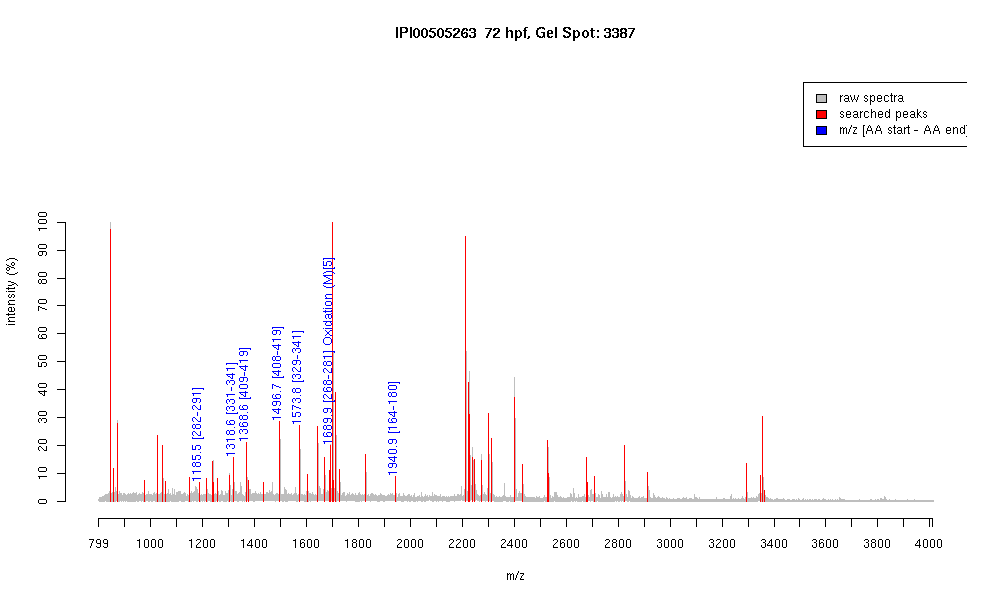 IPI00505263 72 hpf, Gel Spot: 3387
raw spectra
searched peaks
m/z [AA start - AA end]
intensity (%)
100
90
80
70
60
50
40
30
20
10
0
1185.5 [282-291]
1318.6 [331-341]
1368.6 [409-419]
1496.7 [408-419]
1573.8 [329-341]
1689.9 [268-281] Oxidation (M)[5]
1940.9 [164-180]
799 1000 1200 1400 1600 1800 2000 2200 2400 2600 2800 3000 3200 3400 3600 3800 4000
m/z